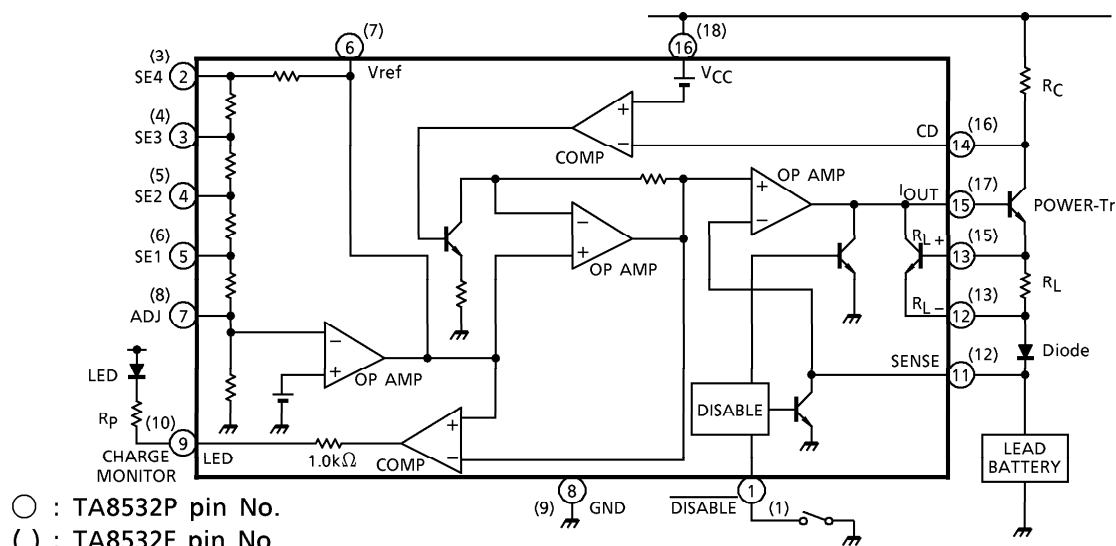 (7)
6
Vref
(18)
16
VCC
(3)
SE4 2
(4)
SE3 3
(5)
SE2 4
(6)
SE1 5
(8)
ADJ 7
LED
RP
(10)
9
CHARGE
MONITOR
LED
1.0kΩ
+
−
COMP
+
−
COMP
−
+
OP AMP
−
+
OP AMP
+
−
OP AMP
DISABLE
CD
14
(16)
IOUT
15
(17)
RL+
13
(15)
RL−
12
(13)
SENSE
11
(12)
RC
POWER-Tr
RL
Diode
LEAD
BATTERY
8
(9) GND
DISABLE
1
(1)
○ : TA8532P pin No.
( ) : TA8532F pin No.